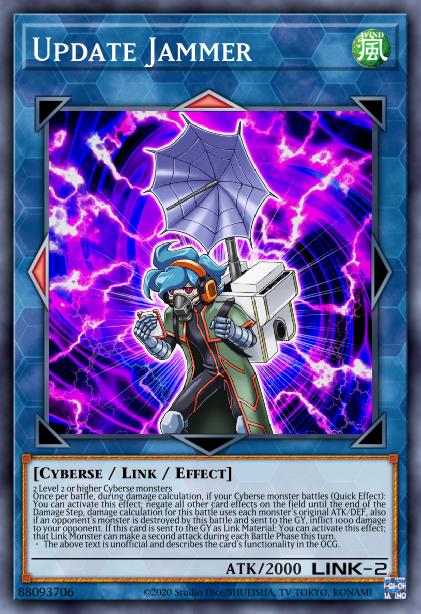 UPDATE JAMMER
WIND
風
[CYBERSE / LINK / EFFECT]
2 Level 2 or higher Cyberse monsters
Once per battle, during damage calculation, if your Cyberse monster battles (Quick Effect):
You can activate this effect; negate all other card effects on the field until the end of the
Damage Step, damage calculation for this battle uses each monster's original ATK/DEF, also
if an opponent's monster is destroyed by this battle and sent to the GY, inflict 1000 damage
to your opponent. If this card is sent to the GY as Link Material: You can activate this effect;
that Link Monster can make a second attack during each Battle Phase this turn.
· The above text is unofficial and describes the card's functionality in the OCG.
ATK/2000 LINK-2
88093706 ©2020 Studio Dice/SHUEISHA, TV TOKYO, KONAMI